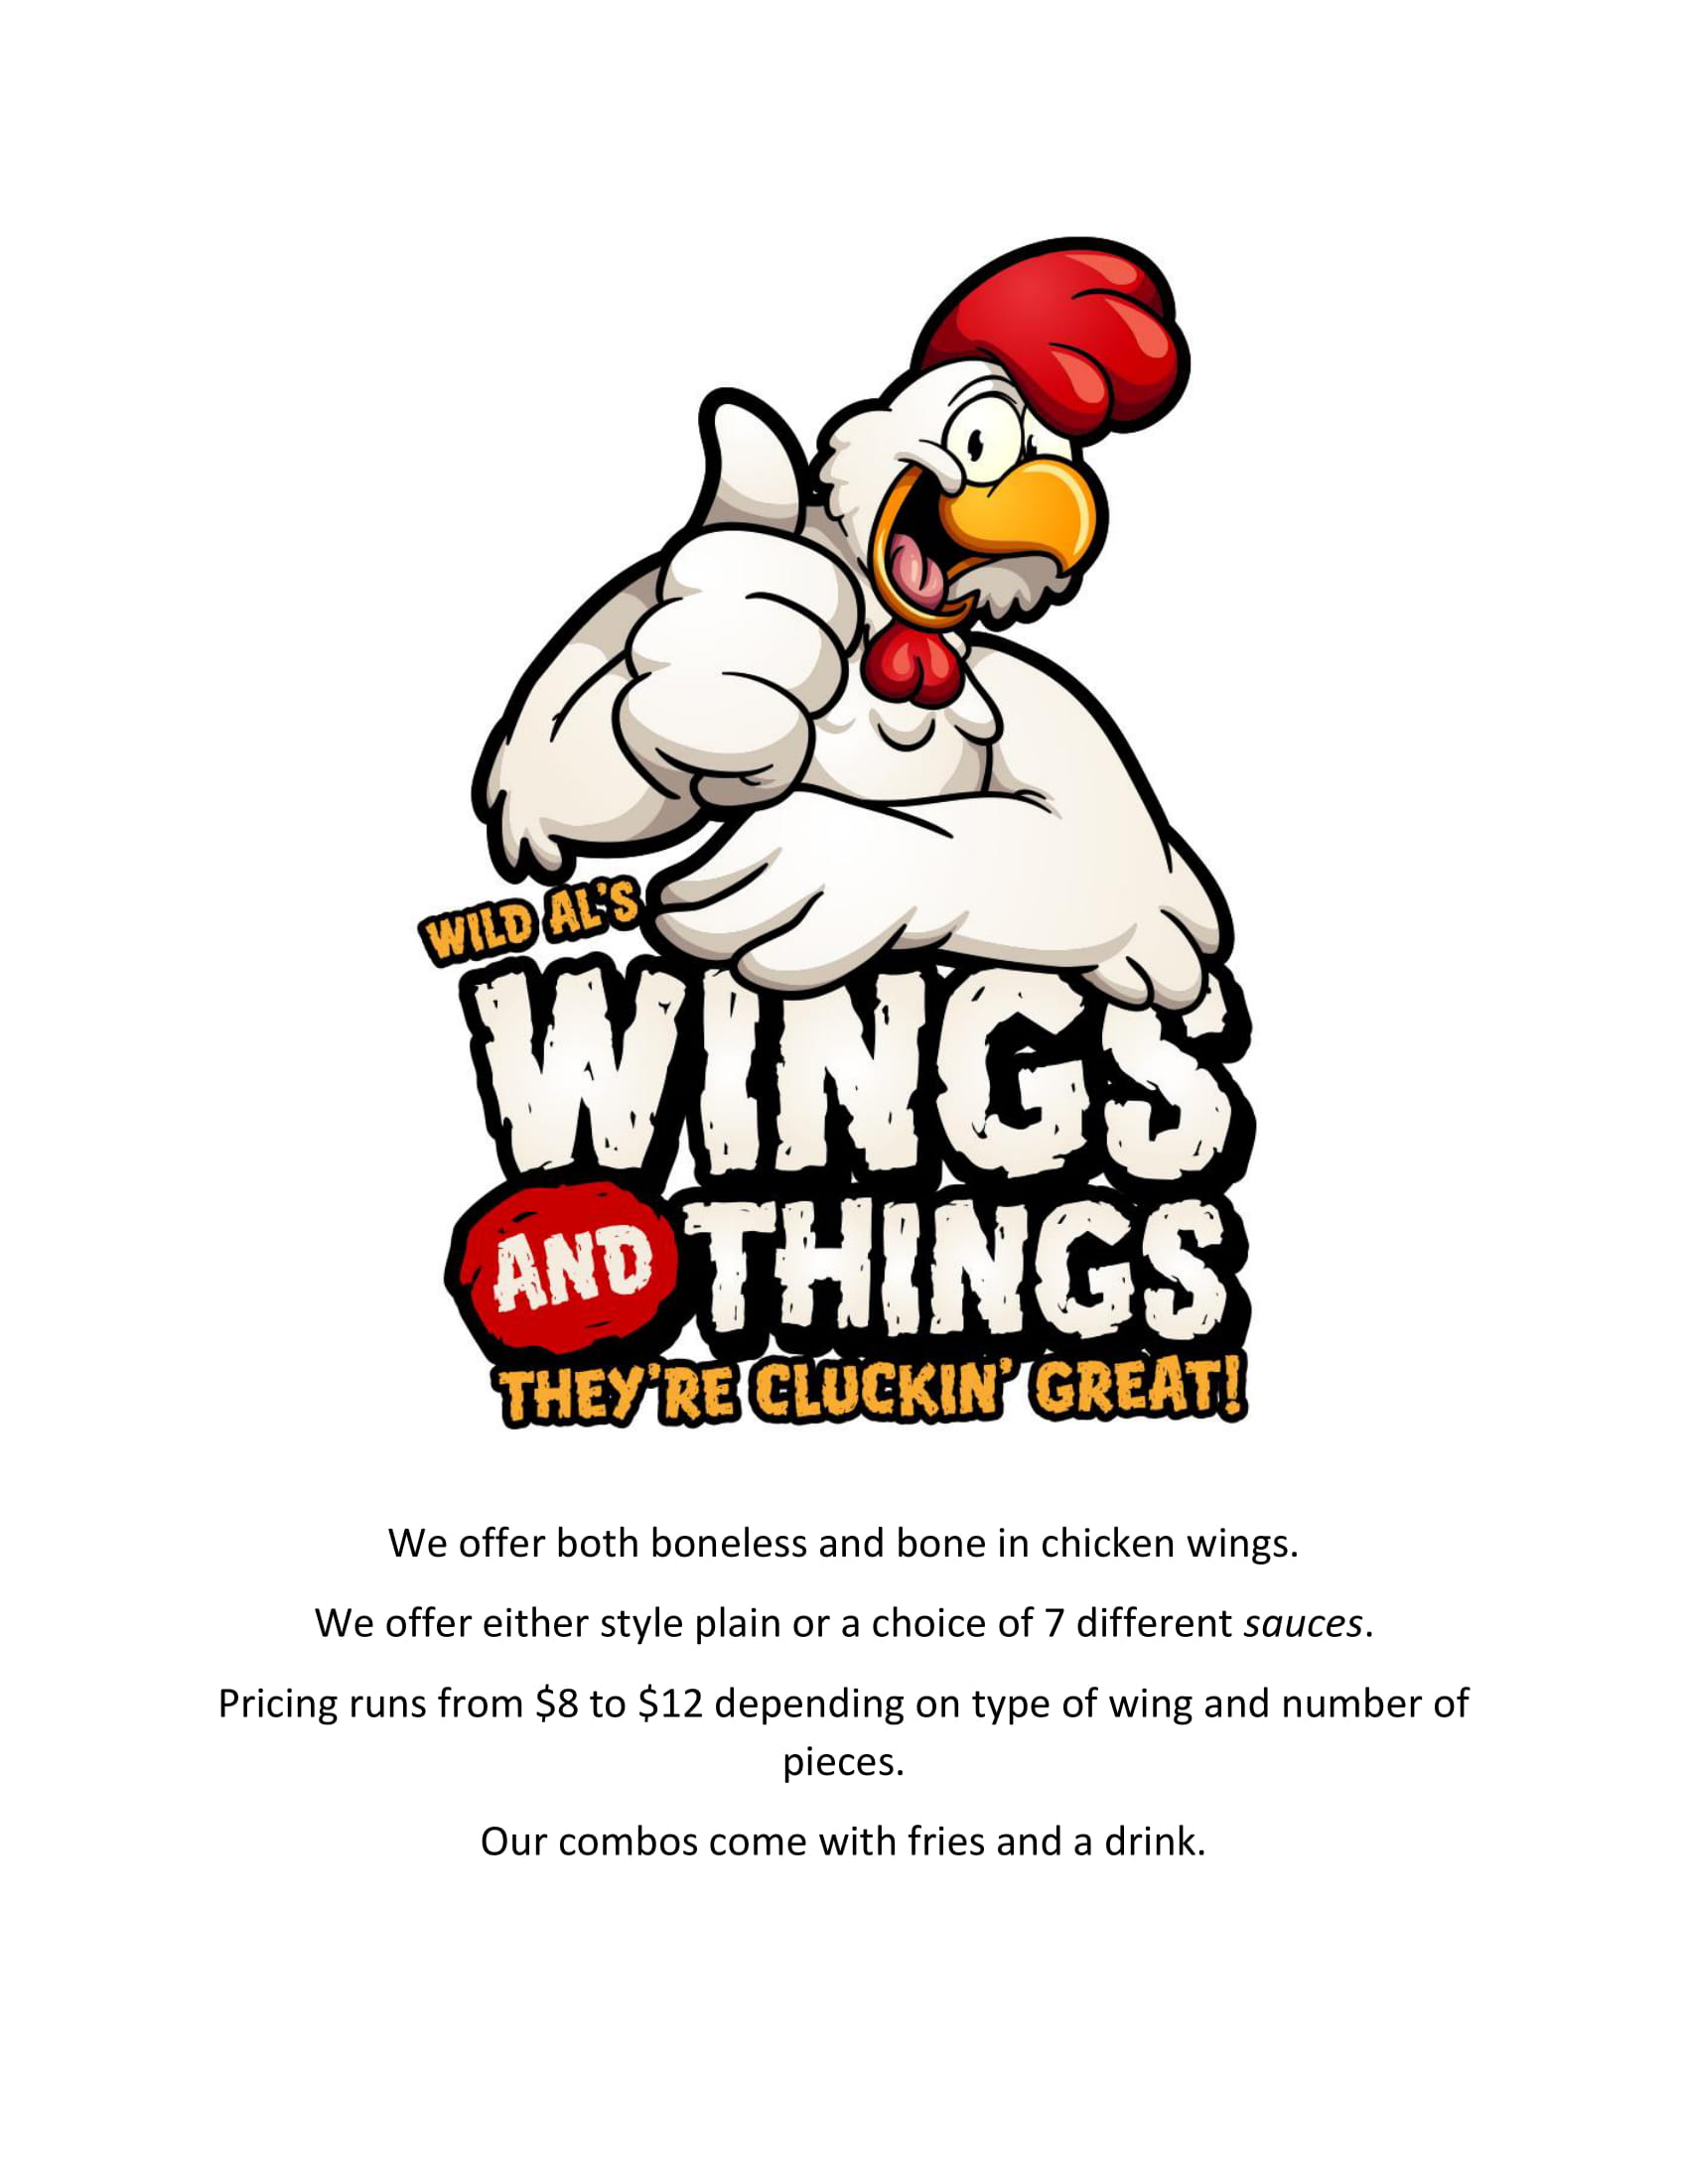 WILD AL'S
WINGS
AND THINGS
THEY'RE CLUCKIN' GREAT!
We offer both boneless and bone in chicken wings.
We offer either style plain or a choice of 7 different sauces.
Pricing runs from $8 to $12 depending on type of wing and number of
pieces.
Our combos come with fries and a drink.